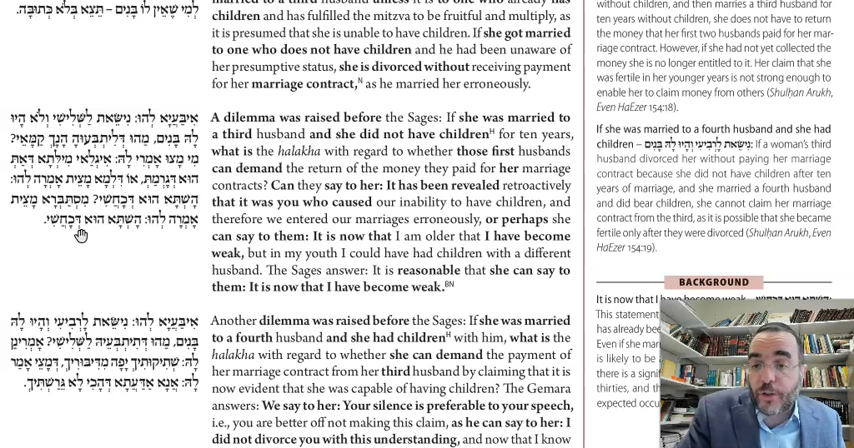 לְמִי שֶׁאֵין לוֹ בָּנִים – תֵּצֵא בְּלֹא כְּתוּבָּה.
married to a third husband unless it is to one who already has
children and has fulfilled the mitzva to be fruitful and multiply, as
it is presumed that she is unable to have children. If she got married
to one who does not have children and he had been unaware of
her presumptive status, she is divorced without receiving payment
for her marriage contract,N as he married her erroneously.
אִיבַּעְיָא לְהוּ: נִישֵּׂאת לַשְּׁלִישִׁי וְלֹא הָיוּ
לָהּ בָּנִים, מַהוּ דְּלִיתְבְּעוּהָ הָנָךְ קַמָּאֵי?
מִי מָצוּ אָמְרִי לַהּ: אִיגַּלַּאי מִילְּתָא דְּאַתְּ
הוּא דְּגָרְמַתְּ, אוֹ דִּלְמָא מָצֵית אָמְרָה לְהוּ:
הָשְׁתָּא הוּא דִּכְחַשִׁי? מִסְתַּבְּרָא מָצֵית
אָמְרָה לְהוּ: הָשְׁתָּא הוּא דִּכְחַשִׁי.
A dilemma was raised before the Sages: If she was married to
a third husband and she did not have childrenH for ten years,
what is the halakha with regard to whether those first husbands
can demand the return of the money they paid for her marriage
contracts? Can they say to her: It has been revealed retroactively
that it was you who caused our inability to have children, and
therefore we entered our marriages erroneously, or perhaps she
can say to them: It is now that I am older that I have become
weak, but in my youth I could have had children with a different
husband. The Sages answer: It is reasonable that she can say to
them: It is now that I have become weak.BN
אִיבַּעְיָא לְהוּ: נִישֵּׂאת לָרְבִיעִי וְהָיוּ לָהּ
בָּנִים, מַהוּ דְּתִיתְבְּעֵיהּ לַשְּׁלִישִׁי? אָמְרִינַן
לַהּ: שְׁתִיקוּתֵיךְ יָפָה מִדִּיבּוּרֵיךְ, דְּמָצֵי אָמַר
לַהּ: אֲנָא אַדַּעְתָּא דְּהָכִי לָא גֵּרַשְׁתִּיךְ.
Another dilemma was raised before the Sages: If she was married
to a fourth husband and she had childrenH with him, what is the
halakha with regard to whether she can demand the payment of
her marriage contract from her third husband by claiming that it is
now evident that she was capable of having children? The Gemara
answers: We say to her: Your silence is preferable to your speech,
i.e., you are better off not making this claim, as he can say to her: I
did not divorce you with this understanding, and now that I know
without children, and then marries a third husband for
ten years without children, she does not have to return
the money that her first two husbands paid for her mar-
riage contract. However, if she had not yet collected the
money she is no longer entitled to it. Her claim that she
was fertile in her younger years is not strong enough to
enable her to claim money from others (Shulḥan Arukh,
Even HaEzer 154:18).
If she was married to a fourth husband and she had
children – נִישֵּׂאת לָרְבִיעִי וְהָיוּ לָהּ בָּנִים: If a woman's third
husband divorced her without paying her marriage
contract because she did not have children after ten
years of marriage, and she married a fourth husband
and did bear children, she cannot claim her marriage
contract from the third, as it is possible that she became
fertile only after they were divorced (Shulḥan Arukh, Even
HaEzer 154:19).
BACKGROUND
It is now that I have become weak
This statement
has already
Even if she
is likely to be
there is a
thirties, and
expected